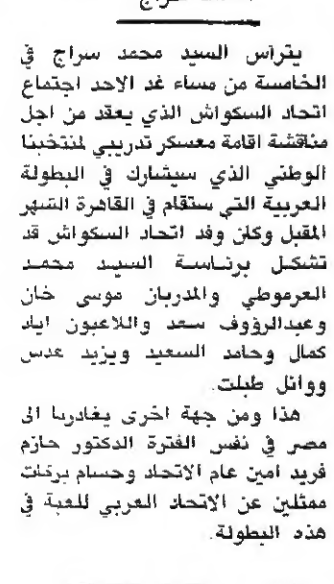 يترأس السيد محمد سراج في
الخامسة من مساء غد الاحد اجتماع
اتحاد السكواش الذي يعقد من اجل
مناقشة اقامة معسكر تدريبي لمنتخبنا
الوطني الذي سيشارك في البطولة
العربية التي ستقام في القاهرة الشهر
المقبل وكان وفد اتحاد السكواش قد
تشكل برئاسة السيد محمد
العرموطي والمدربان موسى خان
وعبدالرؤوف سعد واللاعبون اياد
كمال وحامد السعيد ويزيد عدس
ووائل طبلت.
هذا ومن جهة اخرى يغادرنا الى
مصر في نفس الفترة الدكتور حازم
فريد امين عام الاتحاد وحسام بركات
ممثلين عن الاتحاد العربي للعبة في
هذه البطولة.